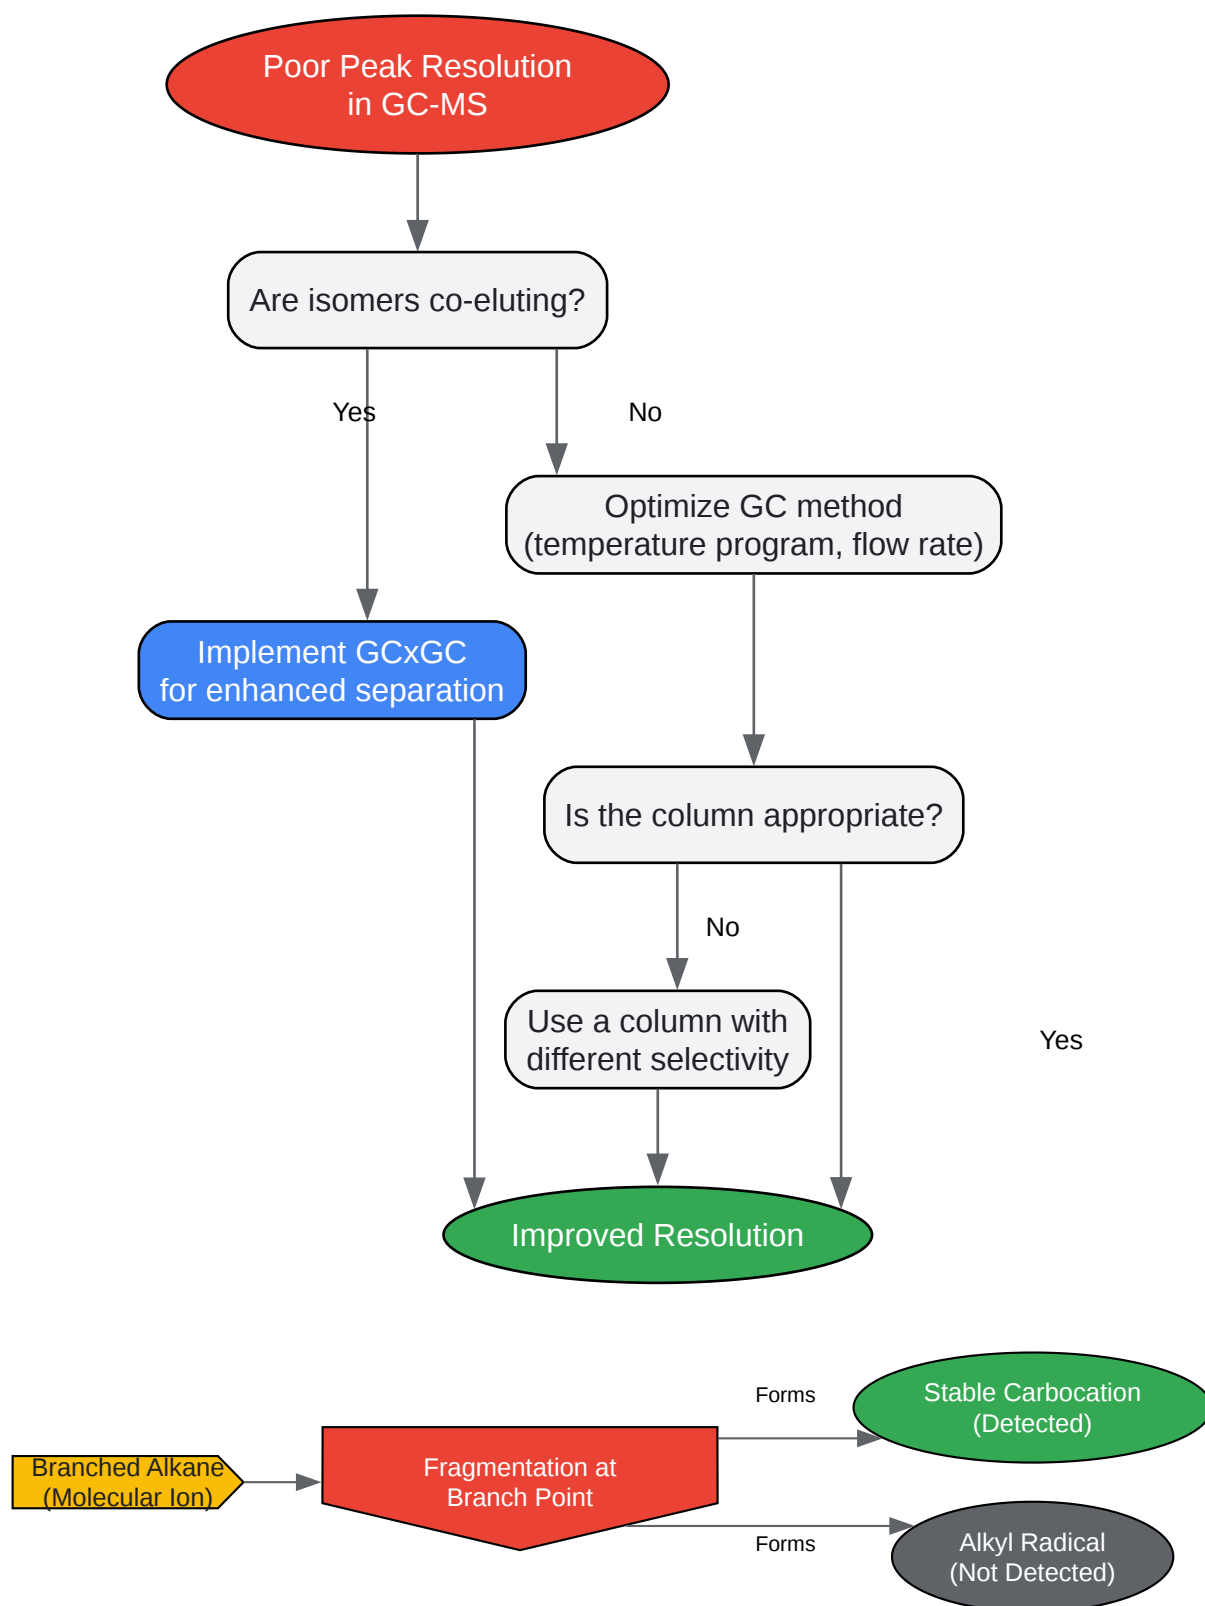 Poor Peak Resolution
in GC-MS
Are isomers co-eluting?
Yes
No
Optimize GC method
(temperature program, flow rate)
Implement GCxGC
for enhanced separation
Is the column appropriate?
No
Use a column with
different selectivity
Yes
Improved Resolution
Branched Alkane
(Molecular Ion)
Fragmentation at
Branch Point
Forms
Stable Carbocation
(Detected)
Forms
Alkyl Radical
(Not Detected)